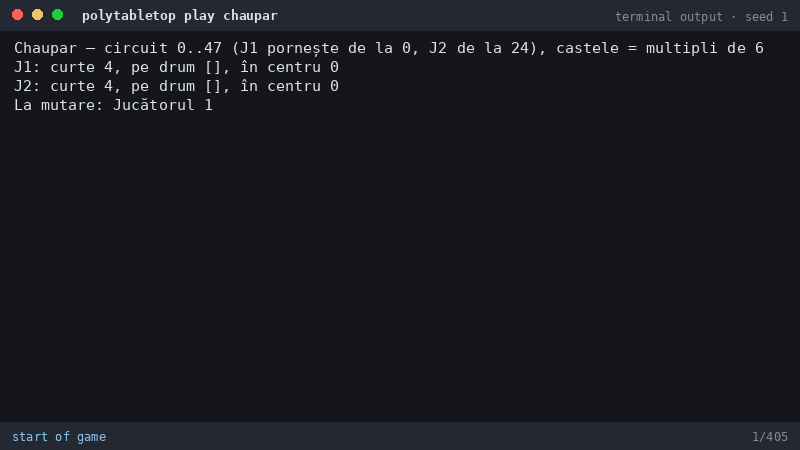 polytabletop play chaupar
terminal output · seed 1
Chaupar — circuit 0..47 (J1 pornește de la 0, J2 de la 24), castele = multipli de 6
J1: curte 4, pe drum [], în centru 0
J2: curte 4, pe drum [], în centru 0
La mutare: Jucătorul 1
start of game
1/405